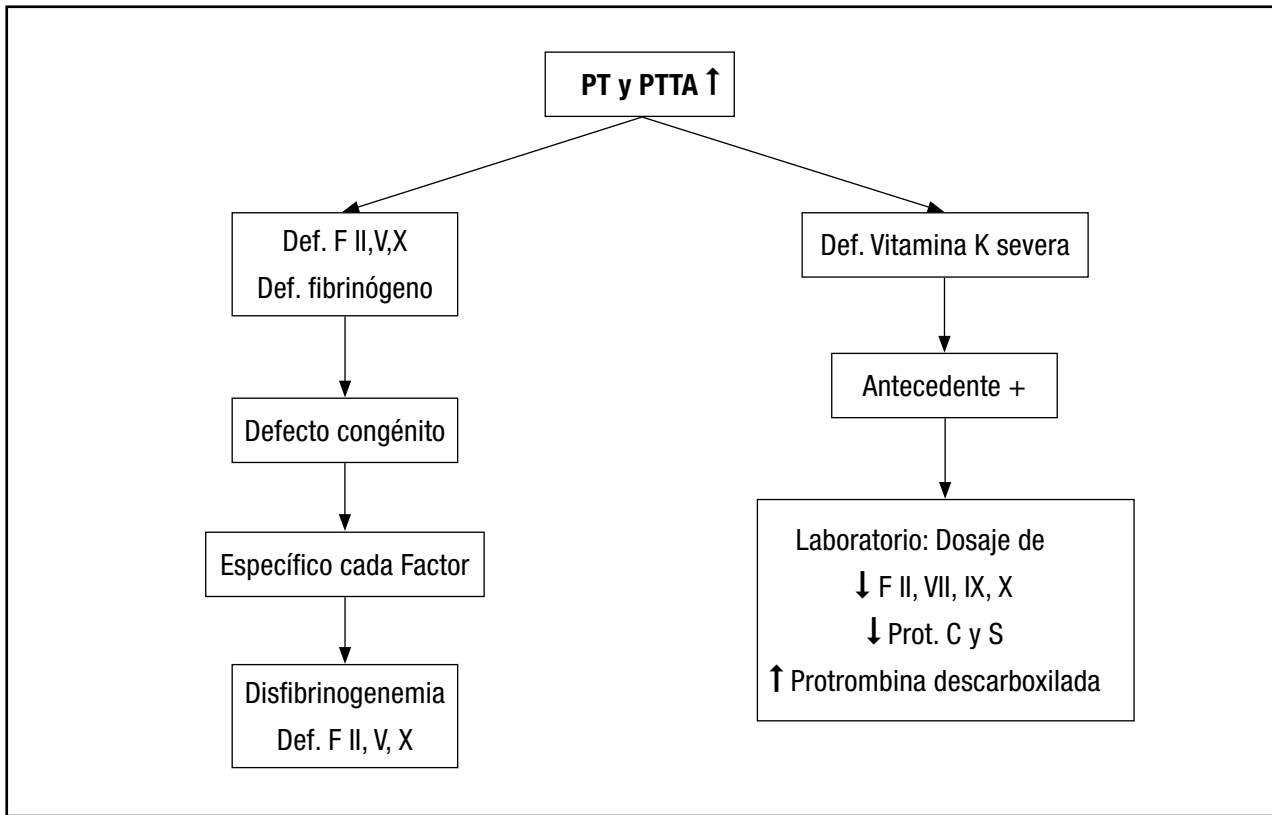 PT y PTTA ↑
Def. F II,V,X
Def. fibrinógeno
Defecto congénito
Específico cada Factor
Disfibrinogenemia
Def. F II, V, X
Def. Vitamina K severa
Antecedente +
Laboratorio: Dosaje de
↓ F II, VII, IX, X
↓ Prot. C y S
↑ Protrombina descarboxilada